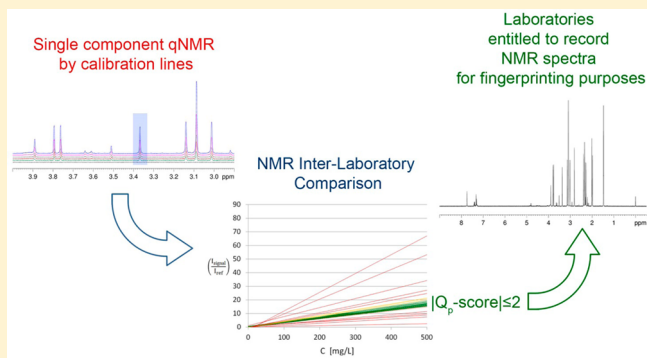 Single component qNMR
by calibration lines
3.9 3.8 3.7 3.6 3.5 3.4 3.3 3.2 3.1 3.0 ppm
NMR Inter-Laboratory
Comparison
90
80
70
60
50
40
30
20
10
0
(I_signal / I_ref)
0 100 200 300 400 500
C [mg/L]
Laboratories
entitled to record
NMR spectra
for fingerprinting purposes
8 7 6 5 4 3 2 1 ppm
|Qp-score|≤2